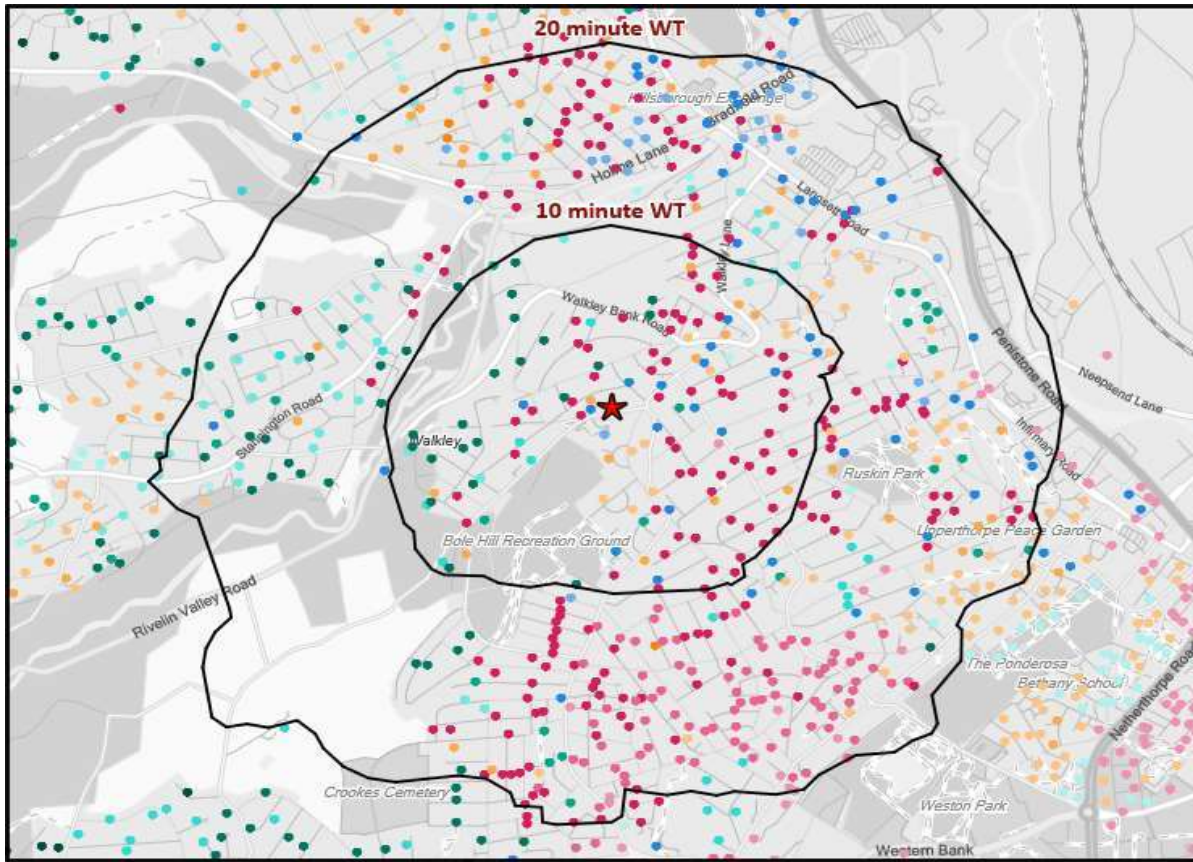 20 minute WT
Hillsborough Exchange
Bradfield Road
Holme Lane
Langsett Road
10 minute WT
Walkley Lane
Walkley Bank Road
Penistone Road
Neepsend Lane
Stannington Road
Walkley
Infirmary Road
Ruskin Park
Bole Hill Recreation Ground
Upperthorpe Peace Garden
Rivelin Valley Road
The Ponderosa
Bethany School
Netherthorpe Road
Crookes Cemetery
Weston Park
Western Bank